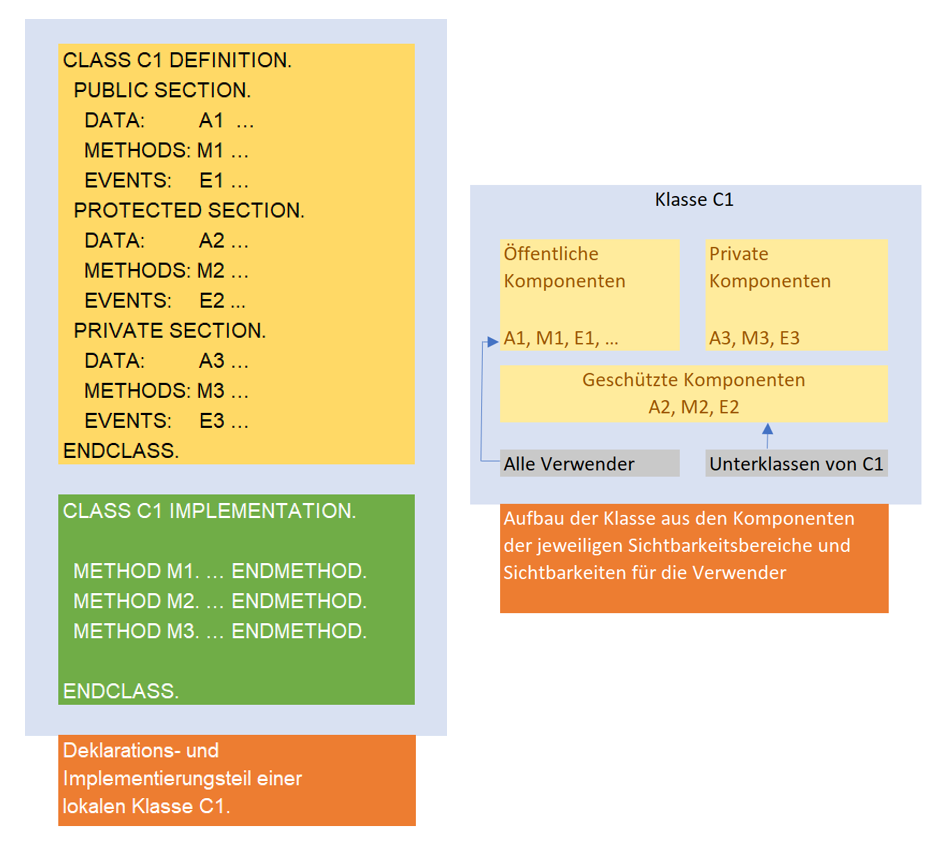 CLASS C1 DEFINITION.
PUBLIC SECTION.
DATA: A1 …
METHODS: M1 …
EVENTS: E1 …
PROTECTED SECTION.
DATA: A2 …
METHODS: M2 …
EVENTS: E2 ...
PRIVATE SECTION.
DATA: A3 …
METHODS: M3 …
EVENTS: E3 …
ENDCLASS.
CLASS C1 IMPLEMENTATION.
METHOD M1. … ENDMETHOD.
METHOD M2. … ENDMETHOD.
METHOD M3. … ENDMETHOD.
ENDCLASS.
Deklarations- und
Implementierungsteil einer
lokalen Klasse C1.
Klasse C1
Öffentliche
Komponenten
A1, M1, E1, …
Private
Komponenten
A3, M3, E3
Geschützte Komponenten
A2, M2, E2
Alle Verwender
Unterklassen von C1
Aufbau der Klasse aus den Komponenten
der jeweiligen Sichtbarkeitsbereiche und
Sichtbarkeiten für die Verwender